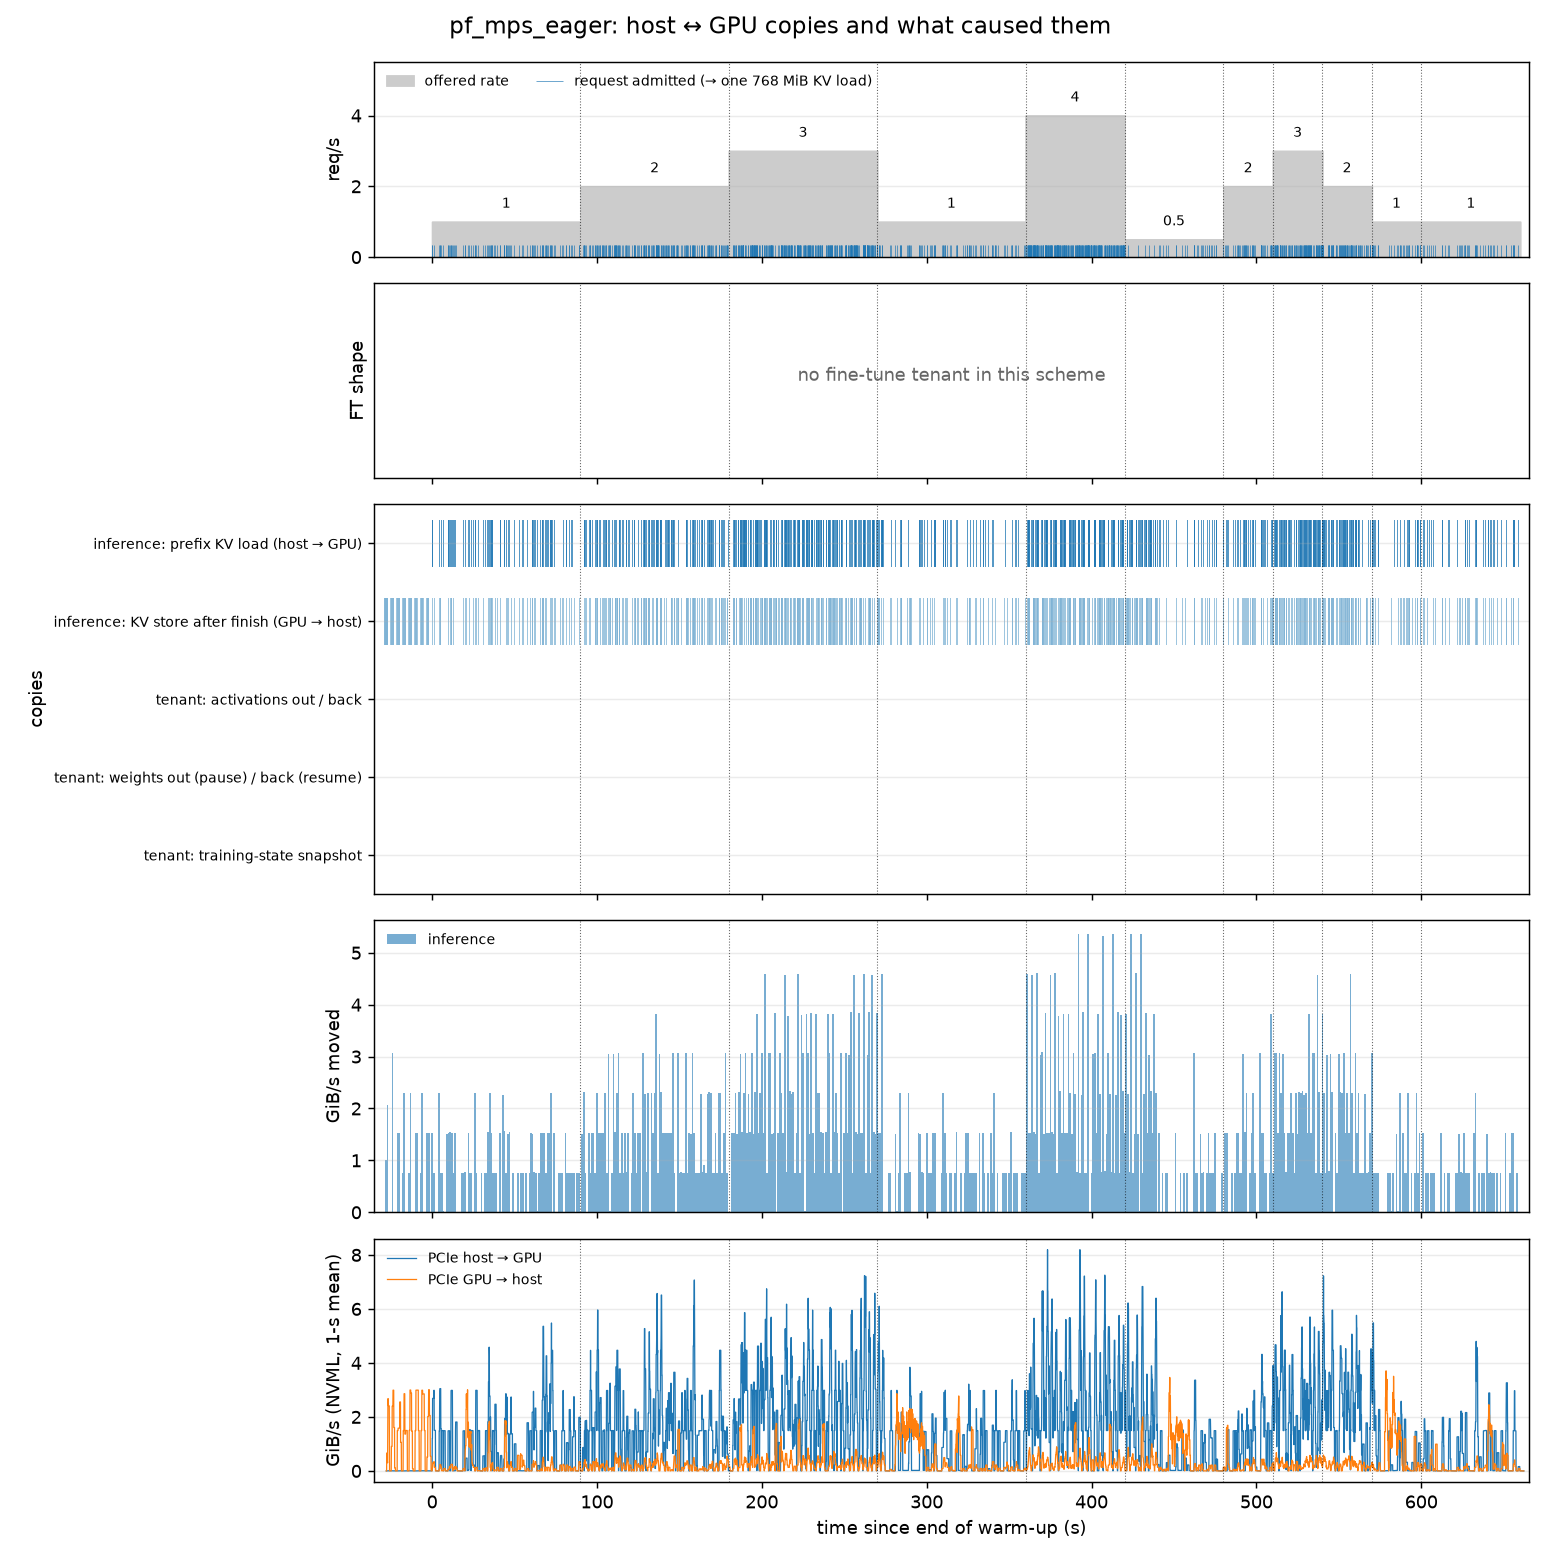 pf_mps_eager: host ↔ GPU copies and what caused them
offered rate
request admitted (→ one 768 MiB KV load)
req/s
4
2
0
1
2
3
1
4
0.5
2
3
2
1
1
FT shape
no fine-tune tenant in this scheme
copies
inference: prefix KV load (host → GPU)
inference: KV store after finish (GPU → host)
tenant: activations out / back
tenant: weights out (pause) / back (resume)
tenant: training-state snapshot
GiB/s moved
inference
5
4
3
2
1
0
GiB/s (NVML, 1-s mean)
PCIe host → GPU
PCIe GPU → host
8
6
4
2
0
0
100
200
300
400
500
600
time since end of warm-up (s)